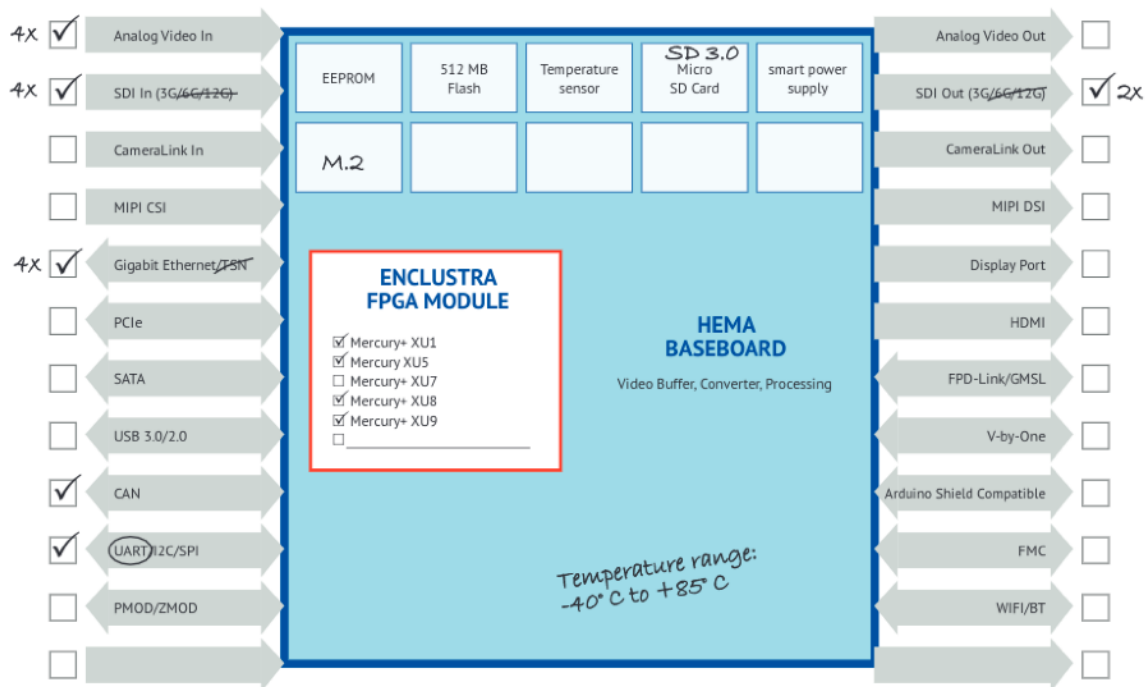 4x Analog Video In
4x SDI In (3G/6G/12G)
CameraLink In
MIPI CSI
4x Gigabit Ethernet/TSN
PCIe
SATA
USB 3.0/2.0
CAN
UART/I2C/SPI
PMOD/ZMOD
EEPROM
512 MB
Flash
Temperature
sensor
SD 3.0
Micro
SD Card
smart power
supply
M.2
ENCLUSTRA
FPGA MODULE
Mercury+ XU1
Mercury XU5
Mercury+ XU7
Mercury+ XU8
Mercury+ XU9
HEMA
BASEBOARD
Video Buffer, Converter, Processing
Temperature range:
-40° C to +85° C
Analog Video Out
SDI Out (3G/6G/12G) 2x
CameraLink Out
MIPI DSI
Display Port
HDMI
FPD-Link/GMSL
V-by-One
Arduino Shield Compatible
FMC
WIFI/BT